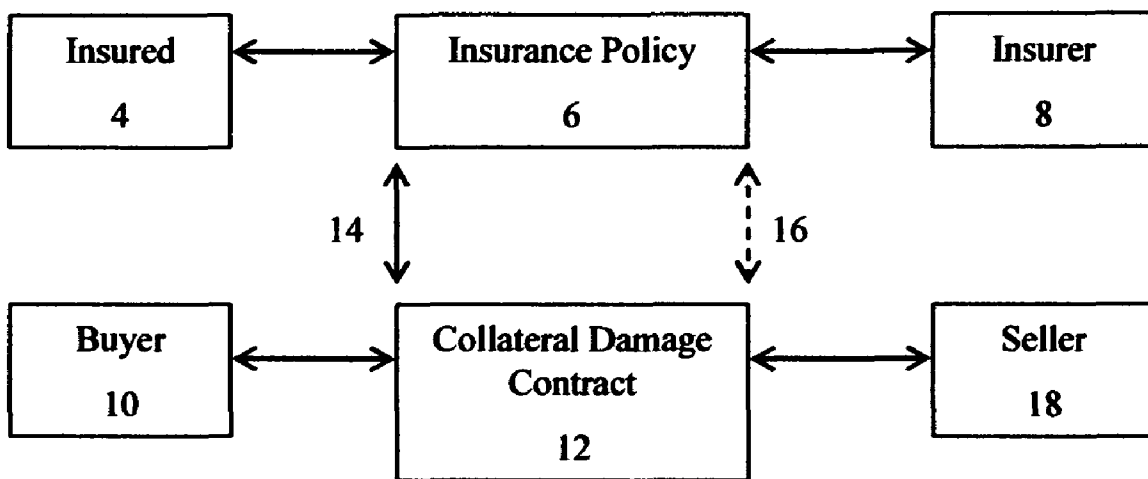 Insured
4
Insurance Policy
6
Insurer
8
14
16
Buyer
10
Collateral Damage
Contract
12
Seller
18